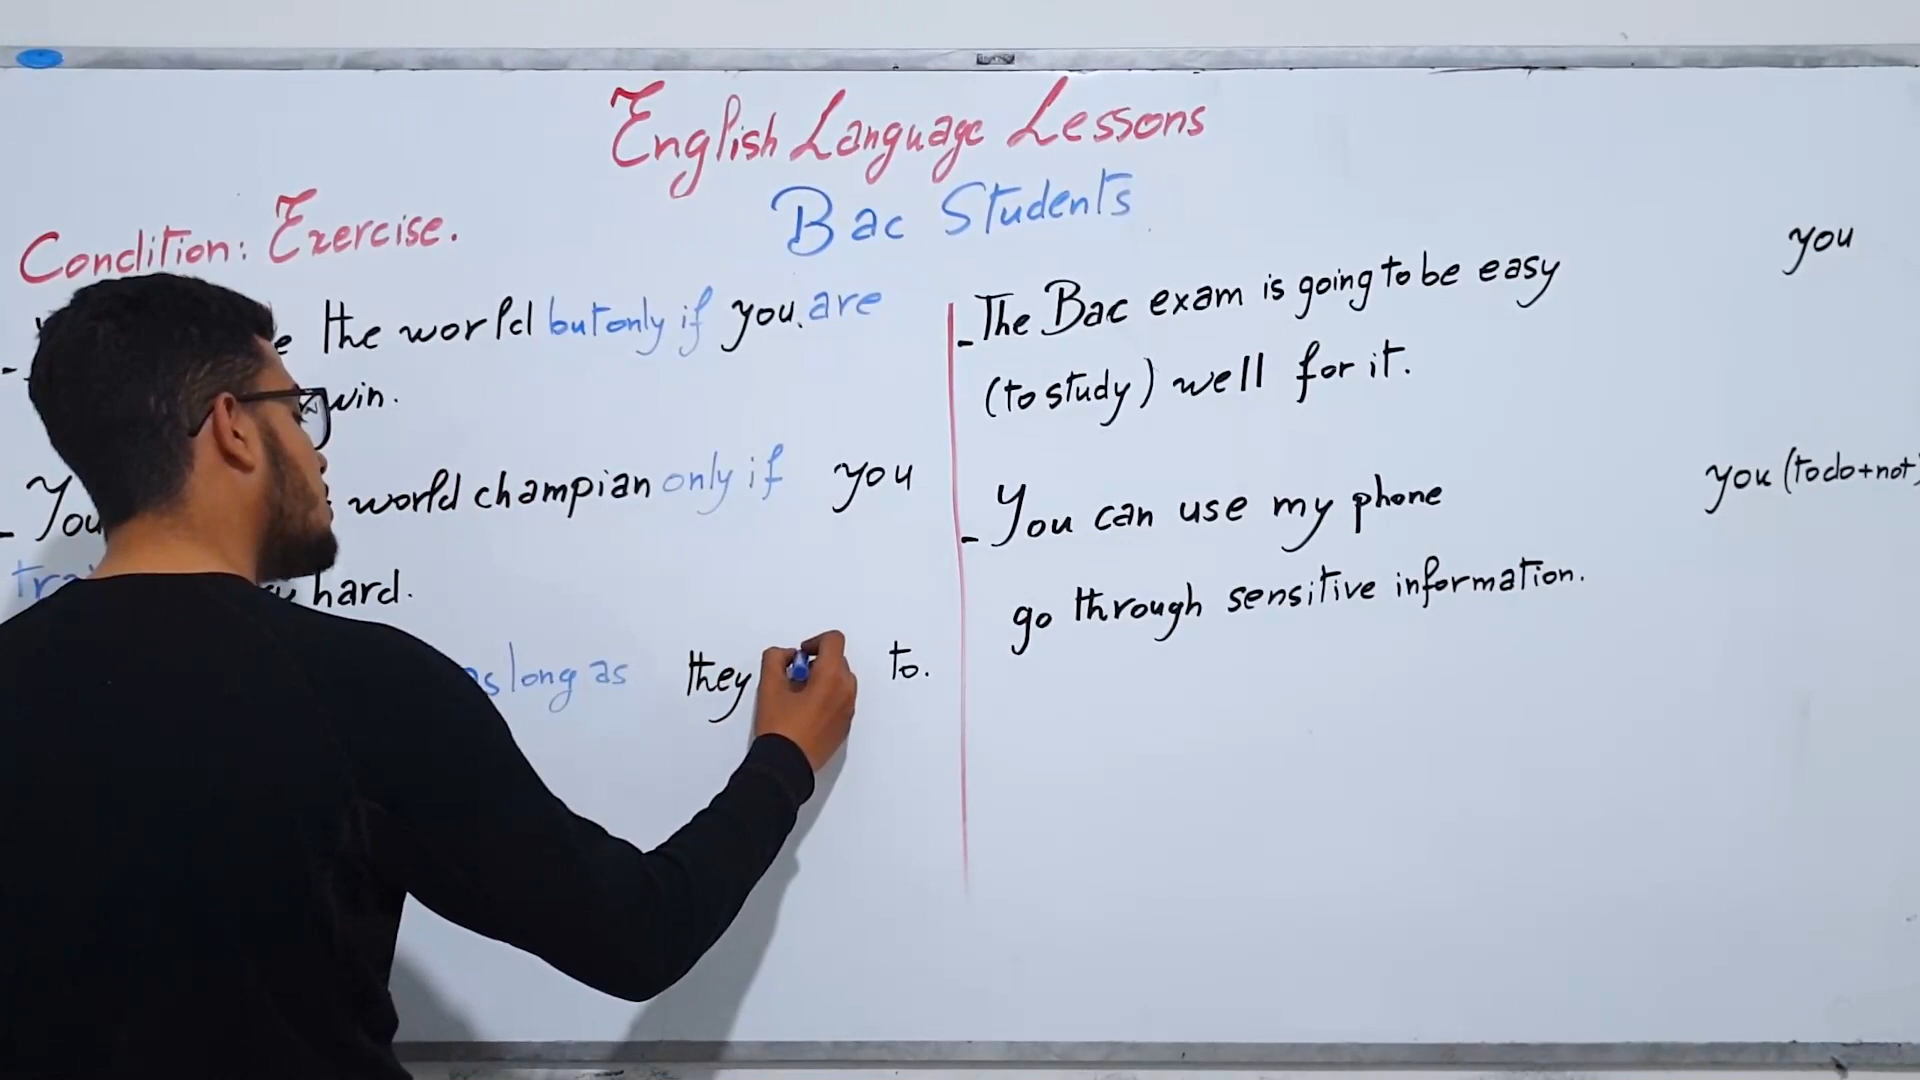 English Language Lessons
Bac Students
Condition: Exercise.
the world but only if you are
win.
- You world champian only if you
hard.
as long as they to.
- The Bac exam is going to be easy you
(to study) well for it.
- You can use my phone you (to do + not)
go through sensitive information.